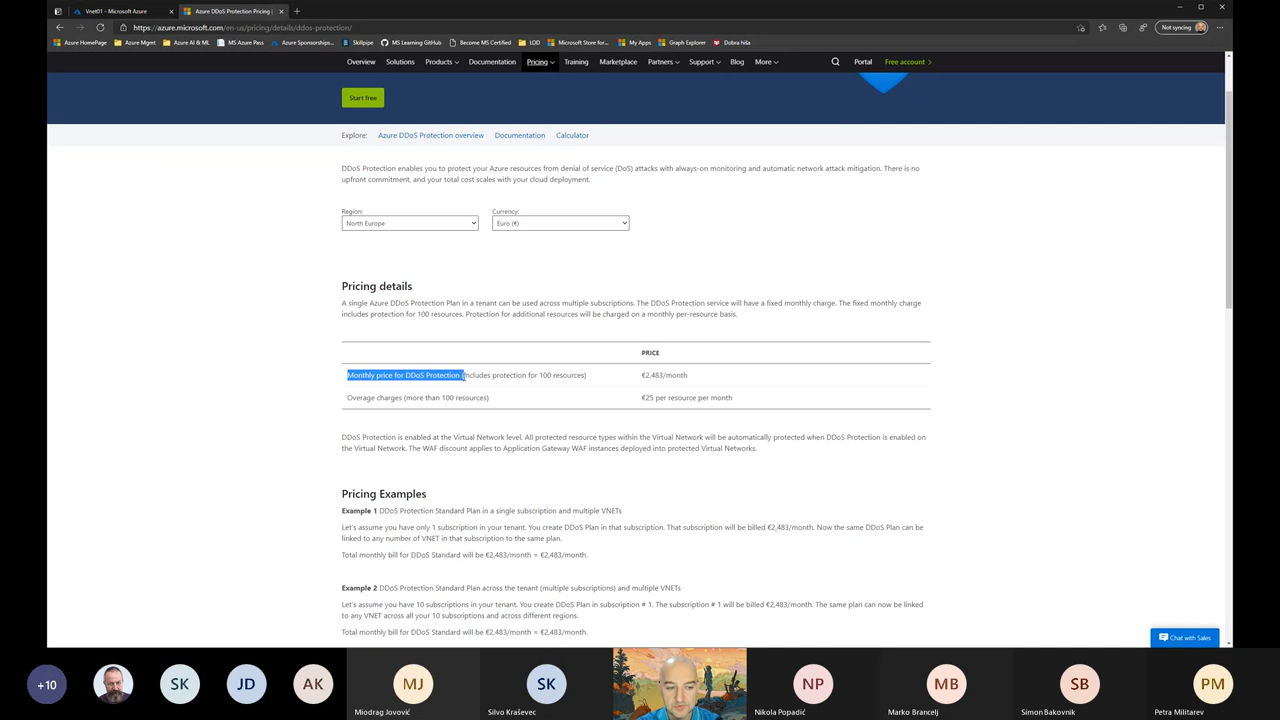 Vnet01 - Microsoft Azure
Azure DDoS Protection Pricing |
https://azure.microsoft.com/en-us/pricing/details/ddos-protection/
Not syncing
Azure HomePage
Azure Mgmt
Azure AI & ML
MS Azure Pass
Azure Sponsorships...
Skillpipe
MS Learning GitHub
Become MS Certified
LOD
Microsoft Store for...
My Apps
Graph Explorer
Dobra hiša
Overview
Solutions
Products
Documentation
Pricing
Training
Marketplace
Partners
Support
Blog
More
Portal
Free account
Start free
Explore:
Azure DDoS Protection overview
Documentation
Calculator
DDoS Protection enables you to protect your Azure resources from denial of service (DoS) attacks with always-on monitoring and automatic network attack mitigation. There is no
upfront commitment, and your total cost scales with your cloud deployment.
Region:
Currency:
North Europe
Euro (€)
Pricing details
A single Azure DDoS Protection Plan in a tenant can be used across multiple subscriptions. The DDoS Protection service will have a fixed monthly charge. The fixed monthly charge
includes protection for 100 resources. Protection for additional resources will be charged on a monthly per-resource basis.
PRICE
Monthly price for DDoS Protection (includes protection for 100 resources)
€2,483/month
Overage charges (more than 100 resources)
€25 per resource per month
DDoS Protection is enabled at the Virtual Network level. All protected resource types within the Virtual Network will be automatically protected when DDoS Protection is enabled on
the Virtual Network. The WAF discount applies to Application Gateway WAF instances deployed into protected Virtual Networks.
Pricing Examples
Example 1 DDoS Protection Standard Plan in a single subscription and multiple VNETs
Let's assume you have only 1 subscription in your tenant. You create DDoS Plan in that subscription. That subscription will be billed €2,483/month. Now the same DDoS Plan can be
linked to any number of VNET in that subscription to the same plan.
Total monthly bill for DDoS Standard will be €2,483/month = €2,483/month.
Example 2 DDoS Protection Standard Plan across the tenant (multiple subscriptions) and multiple VNETs
Let's assume you have 10 subscriptions in your tenant. You create DDoS Plan in subscription # 1. The subscription # 1 will be billed €2,483/month. The same plan can now be linked
to any VNET across all your 10 subscriptions and across different regions.
Total monthly bill for DDoS Standard will be €2,483/month = €2,483/month.
Chat with Sales
+10
SK
JD
AK
MJ
SK
NP
MB
SB
PM
Miodrag Jovović
Silvo Kraševec
Nikola Popadić
Marko Brancelj
Simon Bakovnik
Petra Militarev